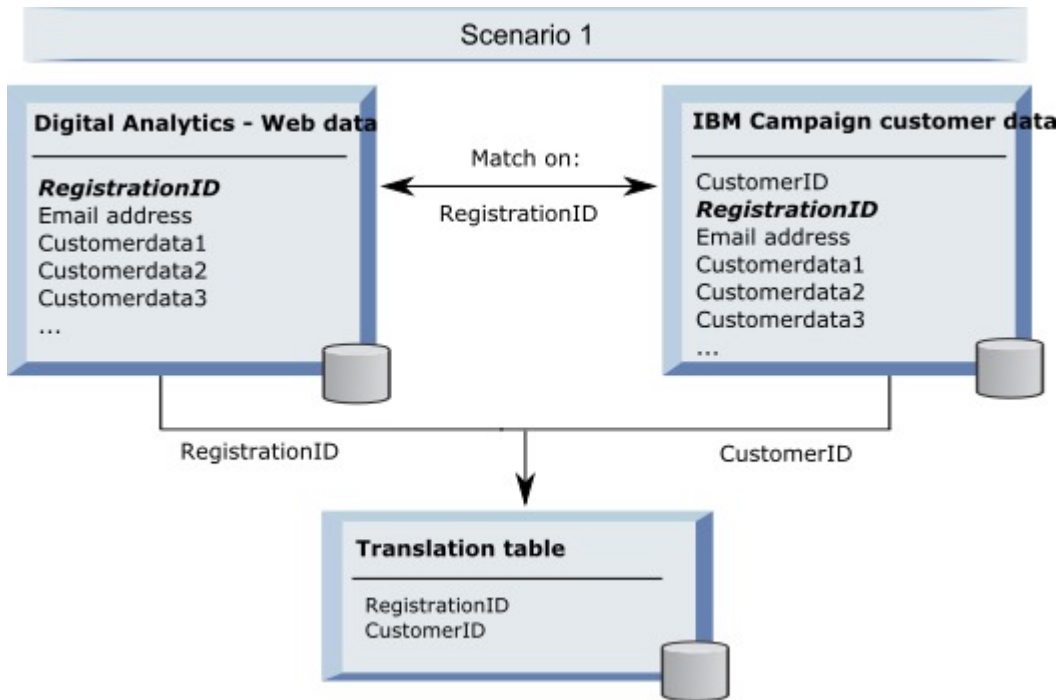 Scenario 1
Digital Analytics - Web data
RegistrationID
Email address
Customerdata1
Customerdata2
Customerdata3
...
Match on:
RegistrationID
IBM Campaign customer data
CustomerID
RegistrationID
Email address
Customerdata1
Customerdata2
Customerdata3
...
RegistrationID
CustomerID
Translation table
RegistrationID
CustomerID